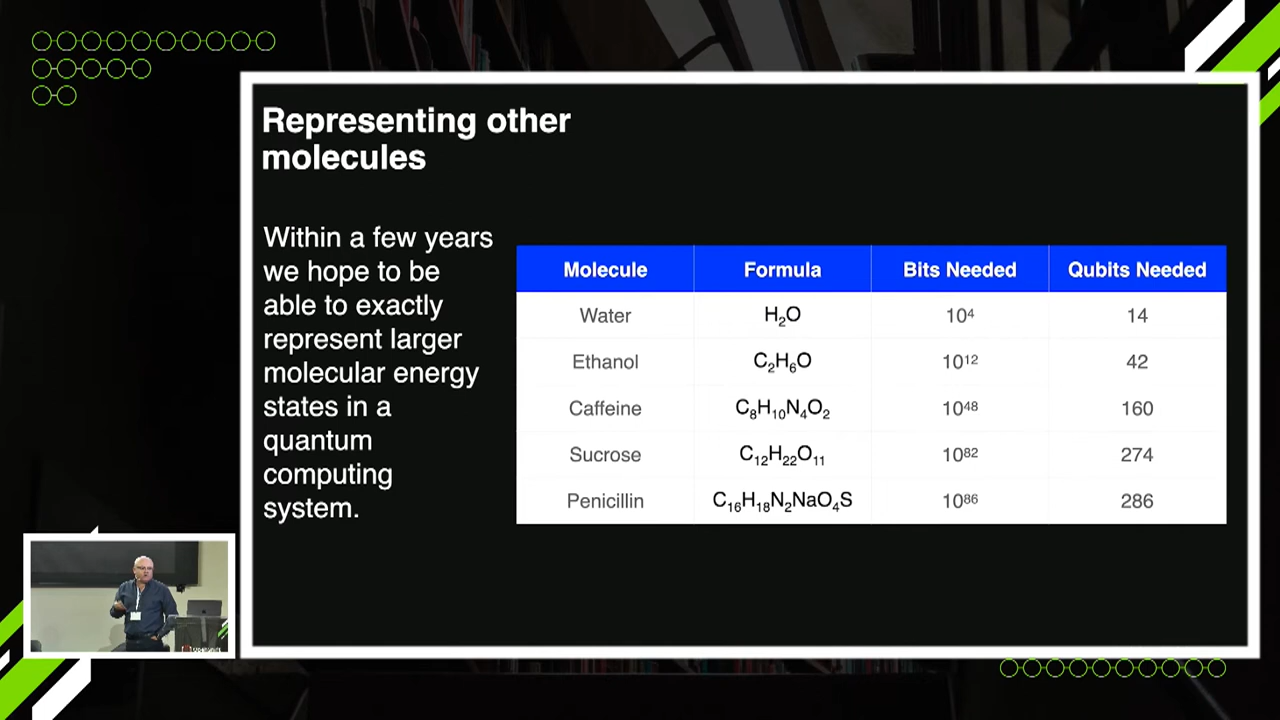 Representing other
molecules
Within a few years
we hope to be
able to exactly
represent larger
molecular energy
states in a
quantum
computing
system.
Molecule Formula Bits Needed Qubits Needed
Water H₂O 10⁴ 14
Ethanol C₂H₆O 10¹² 42
Caffeine C₈H₁₀N₄O₂ 10⁴⁸ 160
Sucrose C₁₂H₂₂O₁₁ 10⁸² 274
Penicillin C₁₆H₁₈N₂NaO₄S 10⁸⁶ 286